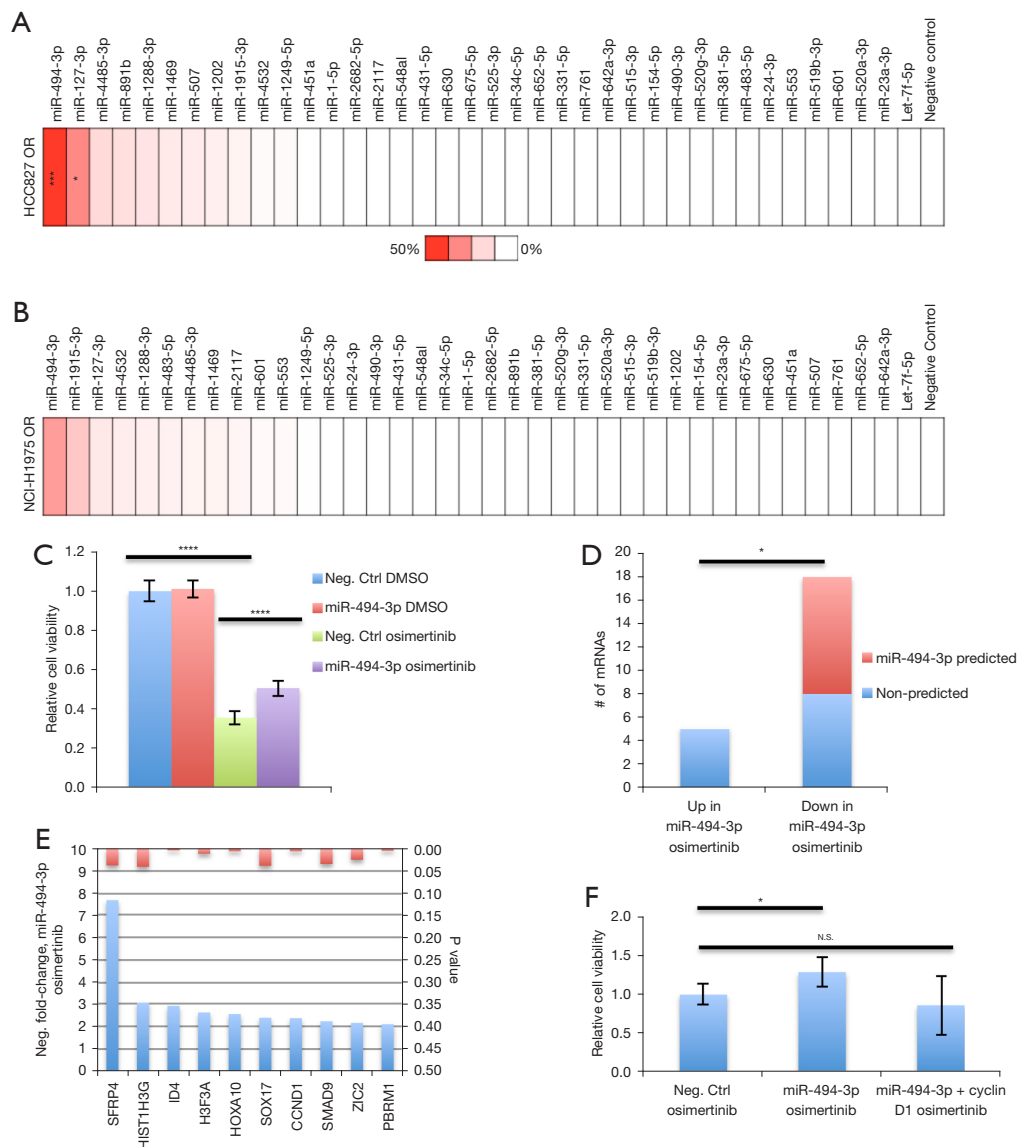 A
miR-494-3p
miR-127-3p
miR-4485-3p
miR-891b
miR-1288-3p
miR-1469
miR-507
miR-1202
miR-1915-3p
miR-4532
miR-1249-5p
miR-451a
miR-1-5p
miR-2682-5p
miR-2117
miR-548al
miR-431-5p
miR-630
miR-675-5p
miR-525-3p
miR-34c-5p
miR-652-5p
miR-331-5p
miR-761
miR-642a-3p
miR-515-3p
miR-154-5p
miR-490-3p
miR-520g-3p
miR-381-5p
miR-483-5p
miR-24-3p
miR-553
miR-519b-3p
miR-601
miR-520a-3p
miR-23a-3p
Let-7f-5p
Negative control
HCC827 OR
***
*
50%
0%
B
miR-494-3p
miR-1915-3p
miR-127-3p
miR-4532
miR-1288-3p
miR-483-5p
miR-4485-3p
miR-1469
miR-2117
miR-601
miR-553
miR-1249-5p
miR-525-3p
miR-24-3p
miR-490-3p
miR-431-5p
miR-548al
miR-34c-5p
miR-1-5p
miR-2682-5p
miR-891b
miR-381-5p
miR-520g-3p
miR-331-5p
miR-520a-3p
miR-515-3p
miR-519b-3p
miR-1202
miR-154-5p
miR-23a-3p
miR-675-5p
miR-630
miR-451a
miR-507
miR-761
miR-652-5p
miR-642a-3p
Let-7f-5p
Negative Control
NCI-H1975 OR
C
Relative cell viability
1.2
1.0
0.8
0.6
0.4
0.2
0.0
****
****
Neg. Ctrl DMSO
miR-494-3p DMSO
Neg. Ctrl osimertinib
miR-494-3p osimertinib
D
# of mRNAs
20
18
16
14
12
10
8
6
4
2
0
*
miR-494-3p predicted
Non-predicted
Up in
miR-494-3p
osimertinib
Down in
miR-494-3p
osimertinib
E
Neg. fold-change, miR-494-3p
osimertinib
10
9
8
7
6
5
4
3
2
1
0
0.00
0.05
0.10
0.15
0.20
0.25
0.30
0.35
0.40
0.45
0.50
P value
SFRP4
HIST1H3G
ID4
H3F3A
HOXA10
SOX17
CCND1
SMAD9
ZIC2
PBRM1
F
Relative cell viability
2.0
1.5
1.0
0.5
0.0
*
N.S.
Neg. Ctrl
osimertinib
miR-494-3p
osimertinib
miR-494-3p + cyclin
D1 osimertinib